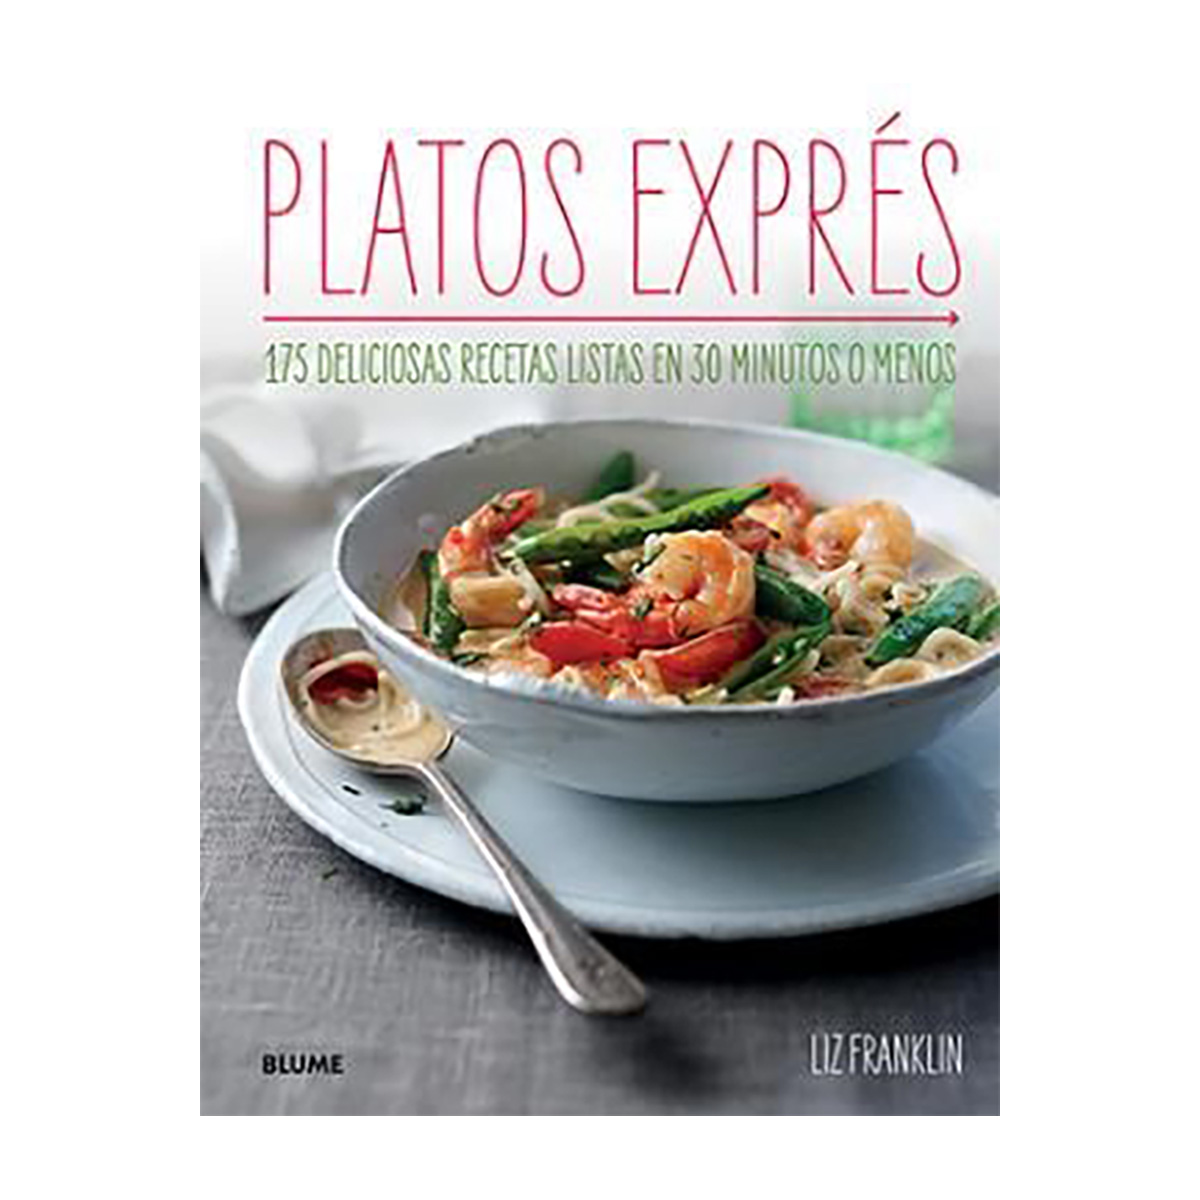 PLATOS EXPRÉS
175 DELICIOSAS RECETAS LISTAS EN 30 MINUTOS O MENOS
BLUME
LIZ FRANKLIN